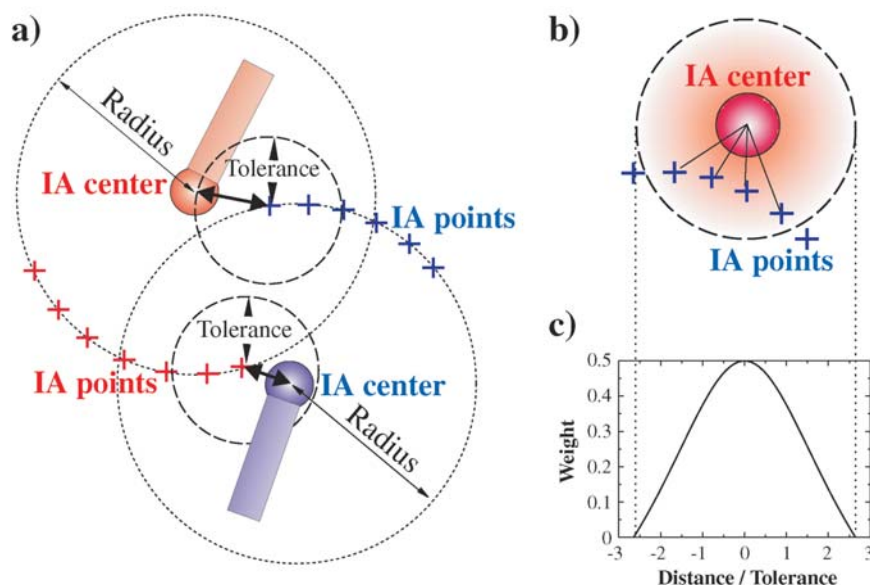 a)
Radius
IA center
Tolerance
IA points
Tolerance
IA points
IA center
Radius
b)
IA center
IA points
c)
0.5
0.4
0.3
0.2
0.1
0
Weight
-3 -2 -1 0 1 2 3
Distance / Tolerance